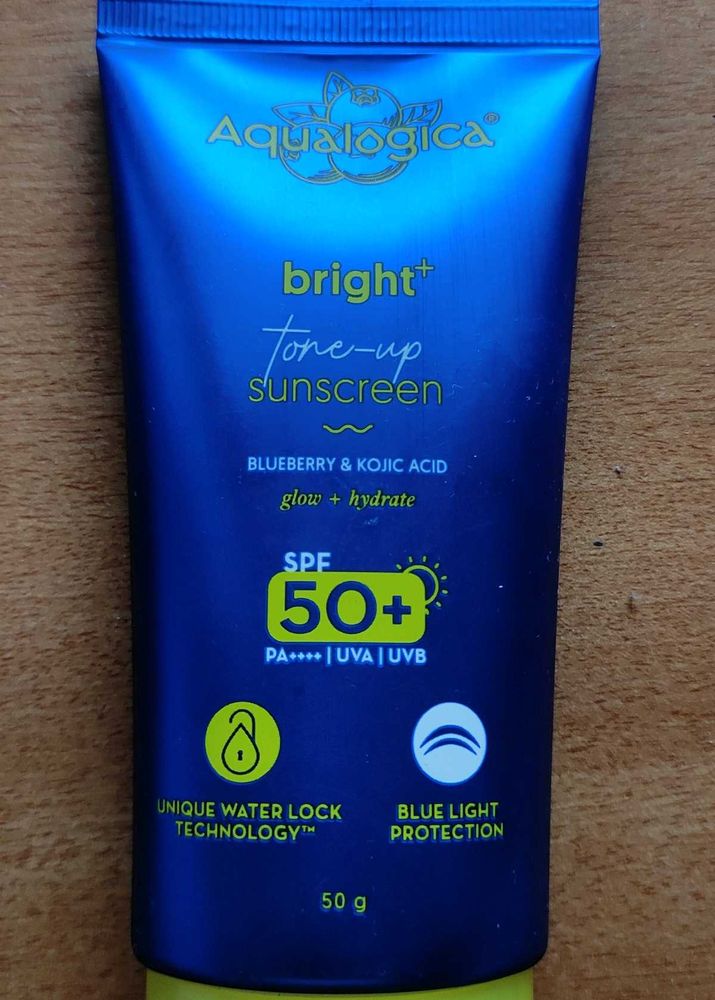 Aqualogica®
bright+
tone-up
sunscreen
BLUEBERRY & KOJIC ACID
glow + hydrate
SPF
50+
PA++++ | UVA | UVB
UNIQUE WATER LOCK
TECHNOLOGY™
BLUE LIGHT
PROTECTION
50 g